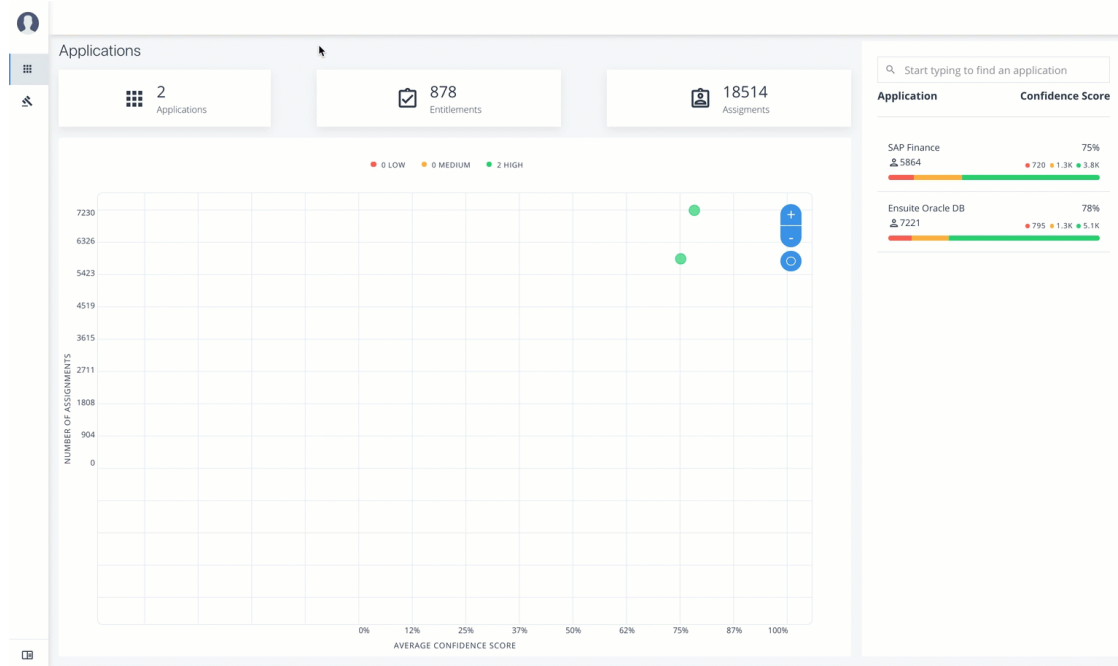 Applications
2
Applications
878
Entitlements
18514
Assigments
0 LOW 0 MEDIUM 2 HIGH
7230
6326
5423
4519
3615
2711
1808
904
0
NUMBER OF ASSIGNMENTS
+
-
0% 12% 25% 37% 50% 62% 75% 87% 100%
AVERAGE CONFIDENCE SCORE
Start typing to find an application
Application Confidence Score
SAP Finance 75%
5864 720 1.3K 3.8K
Ensuite Oracle DB 78%
7221 795 1.3K 5.1K